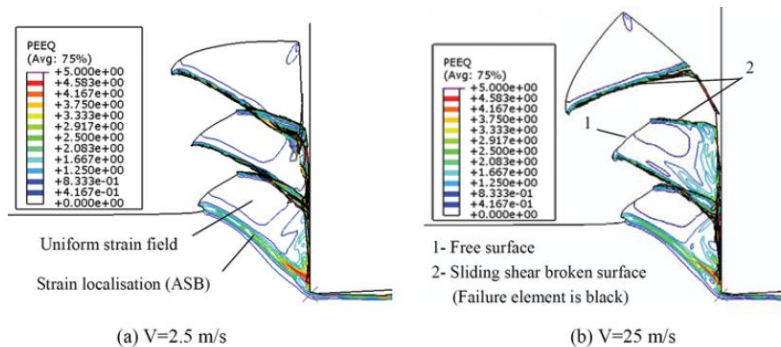 PEEQ
(Avg: 75%)
+5.000e+00
+4.583e+00
+4.167e+00
+3.750e+00
+3.333e+00
+2.917e+00
+2.500e+00
+2.083e+00
+1.667e+00
+1.250e+00
+8.333e-01
+4.167e-01
+0.000e+00
Uniform strain field
Strain localisation (ASB)
(a) V=2.5 m/s
PEEQ
(Avg: 75%)
+5.000e+00
+4.583e+00
+4.167e+00
+3.750e+00
+3.333e+00
+2.917e+00
+2.500e+00
+2.083e+00
+1.667e+00
+1.250e+00
+8.333e-01
+4.167e-01
+0.000e+00
2
1
1- Free surface
2- Sliding shear broken surface
(Failure element is black)
(b) V=25 m/s